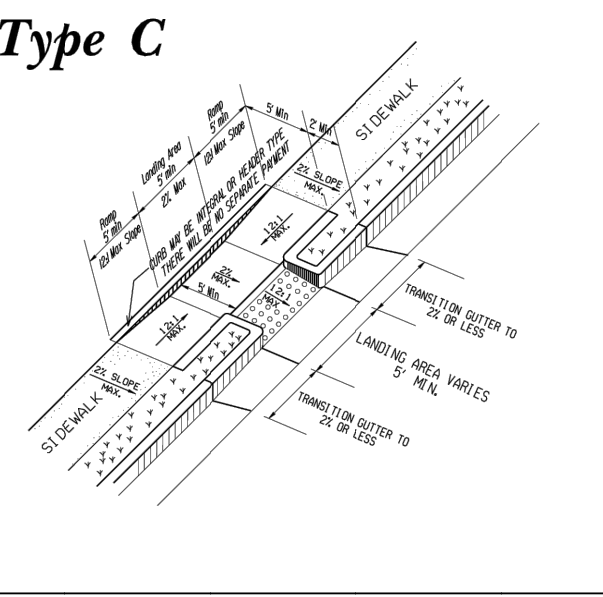 Type C
Ramp
5' min
12:1 Max Slope
Landing Area
5' min
2% Max
Ramp
5' min
12:1 Max Slope
5' Min
2' Min
SIDEWALK
2% SLOPE
MAX.
CURB MAY BE INTEGRAL OR HEADER TYPE
THERE WILL BE NO SEPARATE PAYMENT
12:1
MAX.
2%
MAX.
5' Min
12:1
MAX.
12:1
MAX.
2% SLOPE
MAX.
SIDEWALK
TRANSITION GUTTER TO
2% OR LESS
LANDING AREA VARIES
5' MIN.
TRANSITION GUTTER TO
2% OR LESS